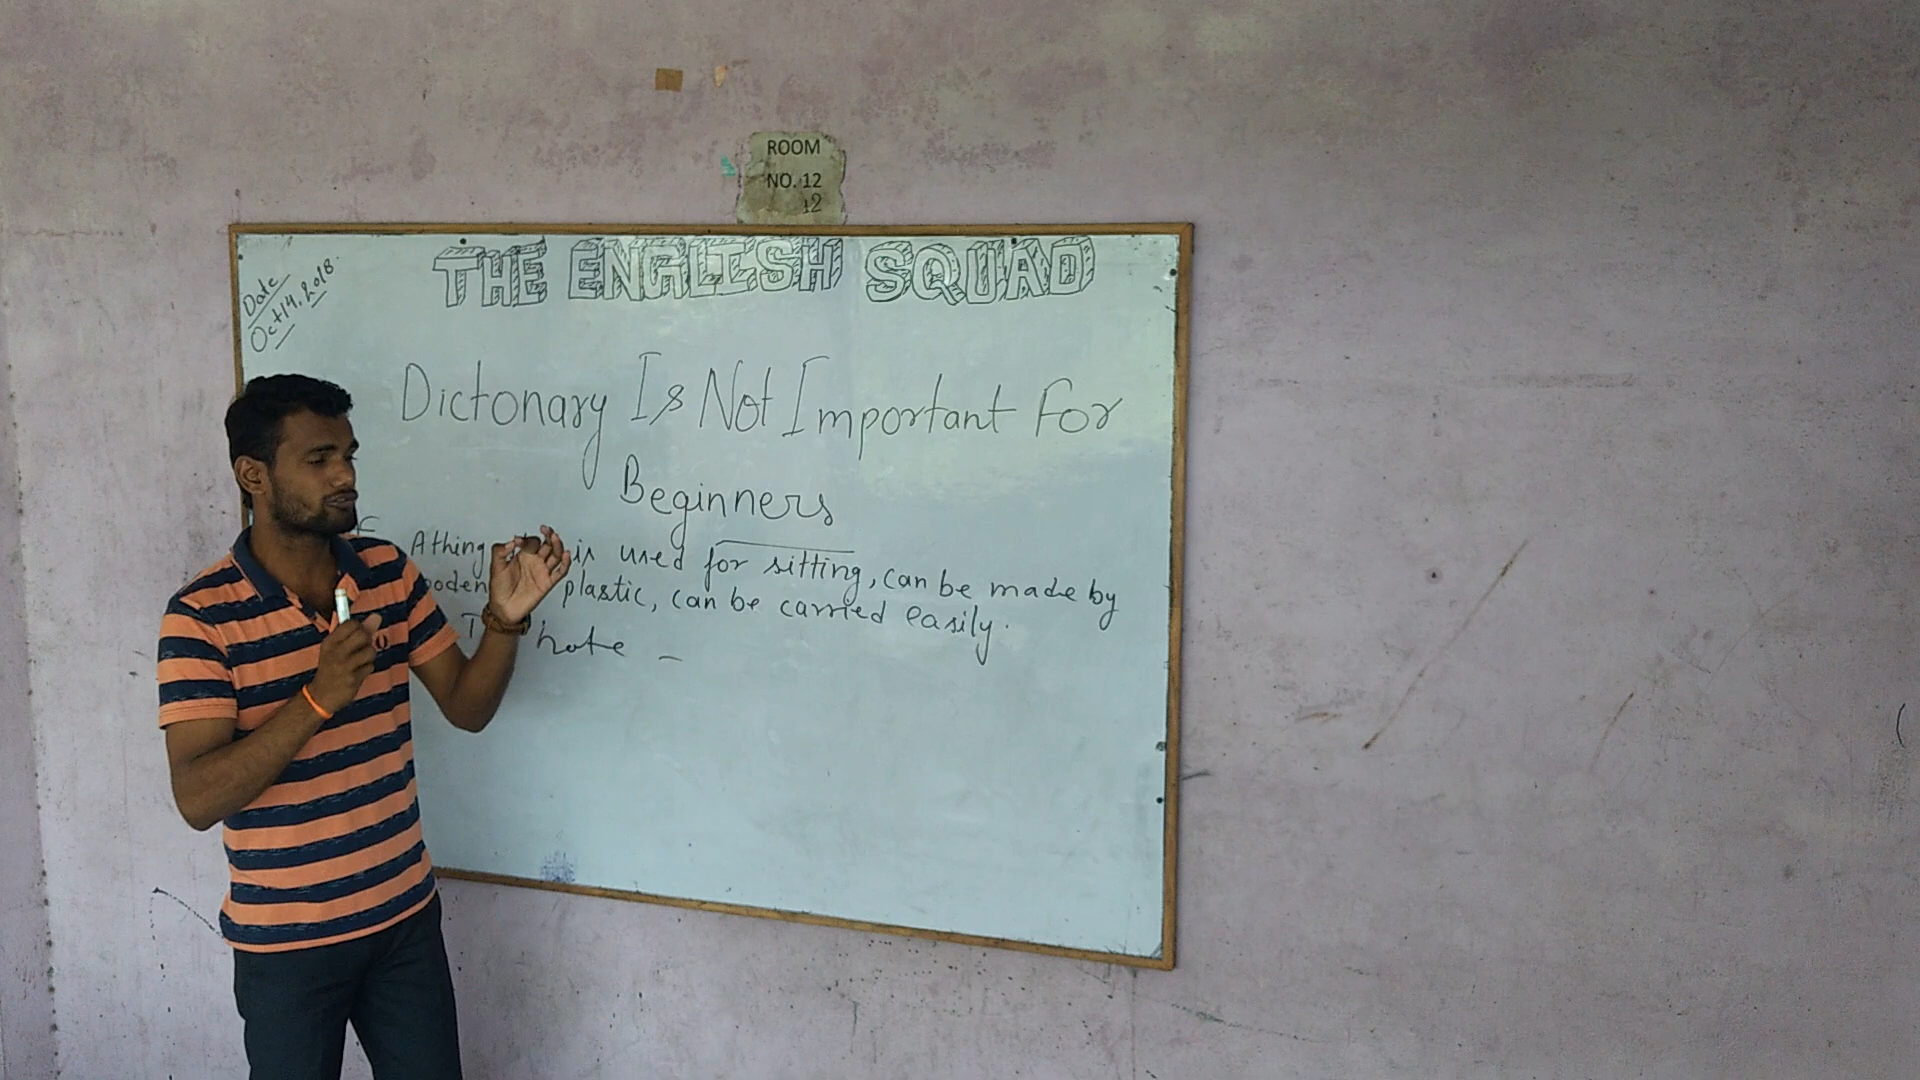 ROOM
NO. 12
12
THE ENGLISH SQUAD
Date
Oct 14, 2018.
Dictonary Is Not Important For
Beginners
A thing is used for sitting, can be made by
plastic, can be carried easily.
hate -